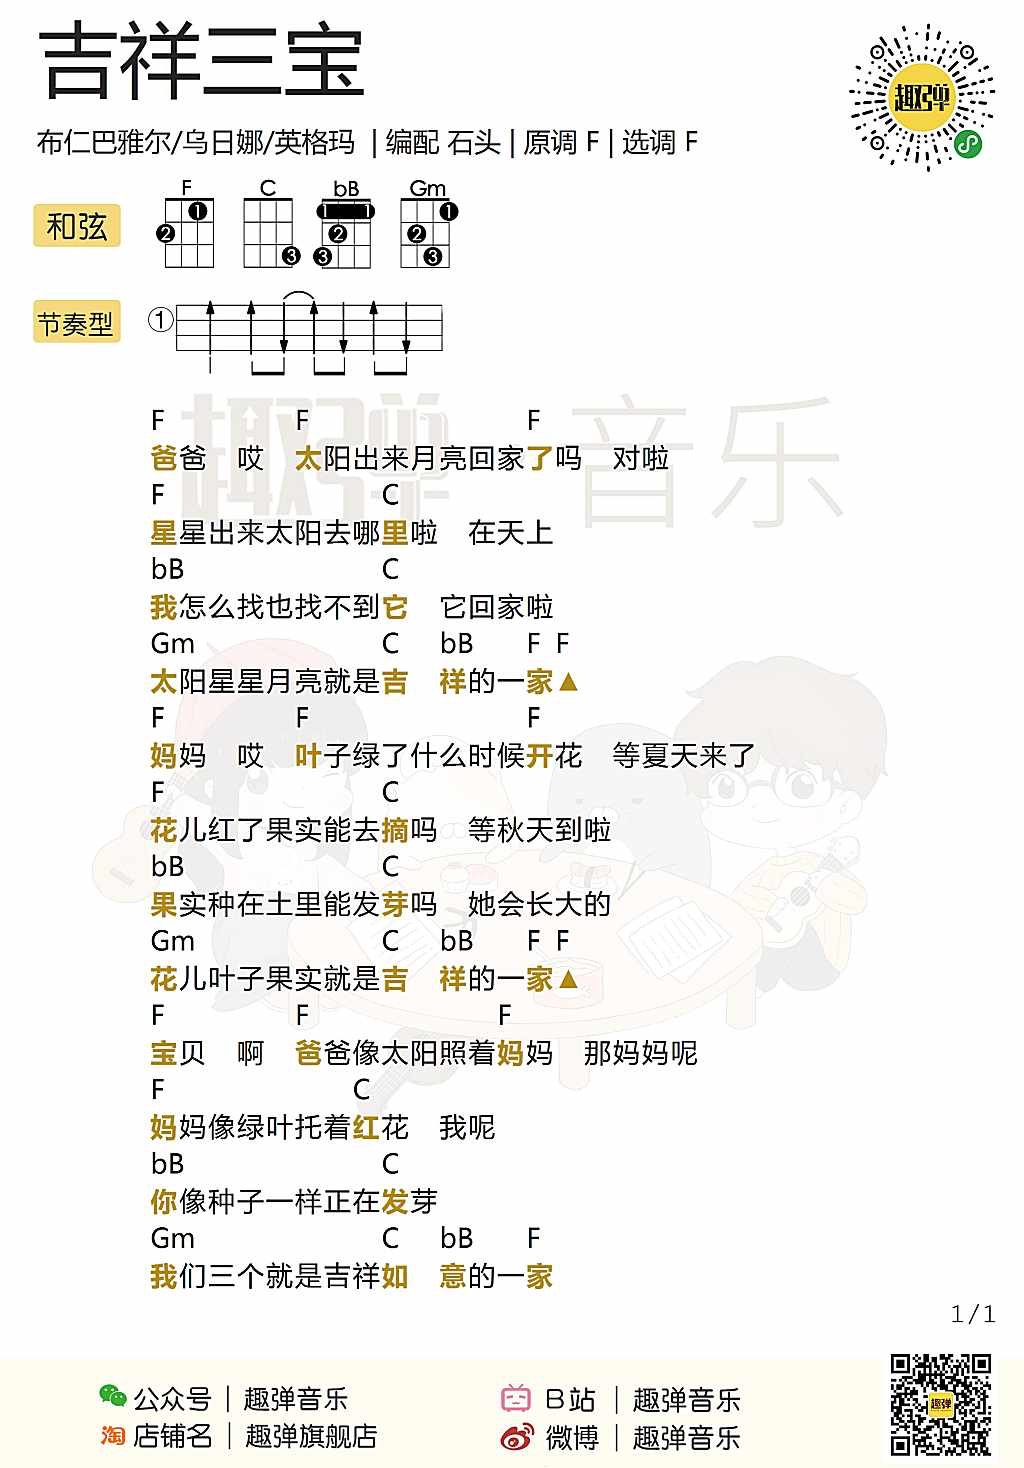 吉祥三宝
趣弹
布仁巴雅尔/乌日娜/英格玛 | 编配 石头 | 原调 F | 选调 F
和弦
F C bB Gm
1 2 3 1 1 2 3 1 2 3
节奏型
①
趣弹 音乐
F F F
爸爸 哎 太阳出来月亮回家了吗 对啦
F C
星星出来太阳去哪里啦 在天上
bB C
我怎么找也找不到它 它回家啦
Gm C bB F F
太阳星星月亮就是吉 祥的一家▲
F F F
妈妈 哎 叶子绿了什么时候开花 等夏天来了
F C
花儿红了果实能去摘吗 等秋天到啦
bB C
果实种在土里能发芽吗 她会长大的
Gm C bB F F
花儿叶子果实就是吉 祥的一家▲
F F F
宝贝 啊 爸爸像太阳照着妈妈 那妈妈呢
F C
妈妈像绿叶托着红花 我呢
bB C
你像种子一样正在发芽
Gm C bB F
我们三个就是吉祥如 意的一家
1/1
公众号 | 趣弹音乐
淘 店铺名 | 趣弹旗舰店
B站 | 趣弹音乐
微博 | 趣弹音乐
趣弹